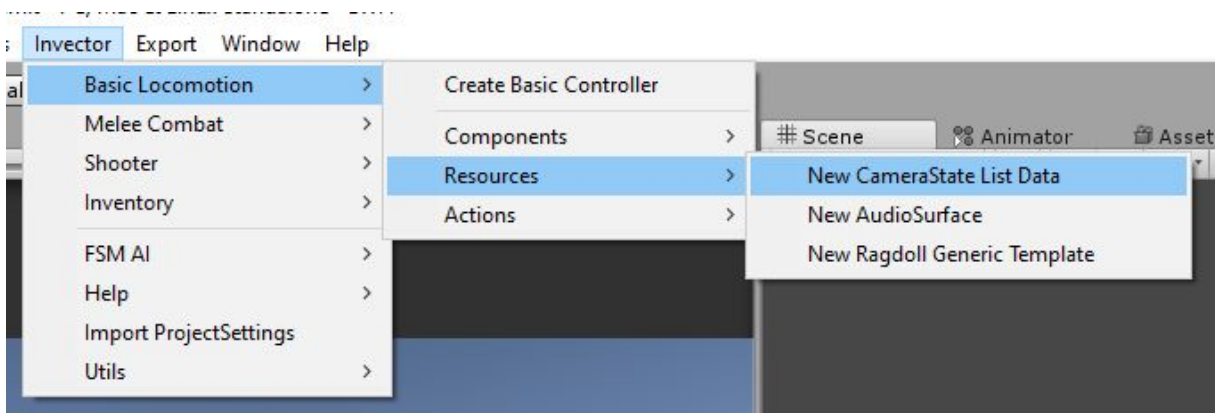 Invector Export Window Help
Basic Locomotion
Melee Combat
Shooter
Inventory
FSM AI
Help
Import ProjectSettings
Utils
Create Basic Controller
Components
Resources
Actions
# Scene Animator Asset
New CameraState List Data
New AudioSurface
New Ragdoll Generic Template